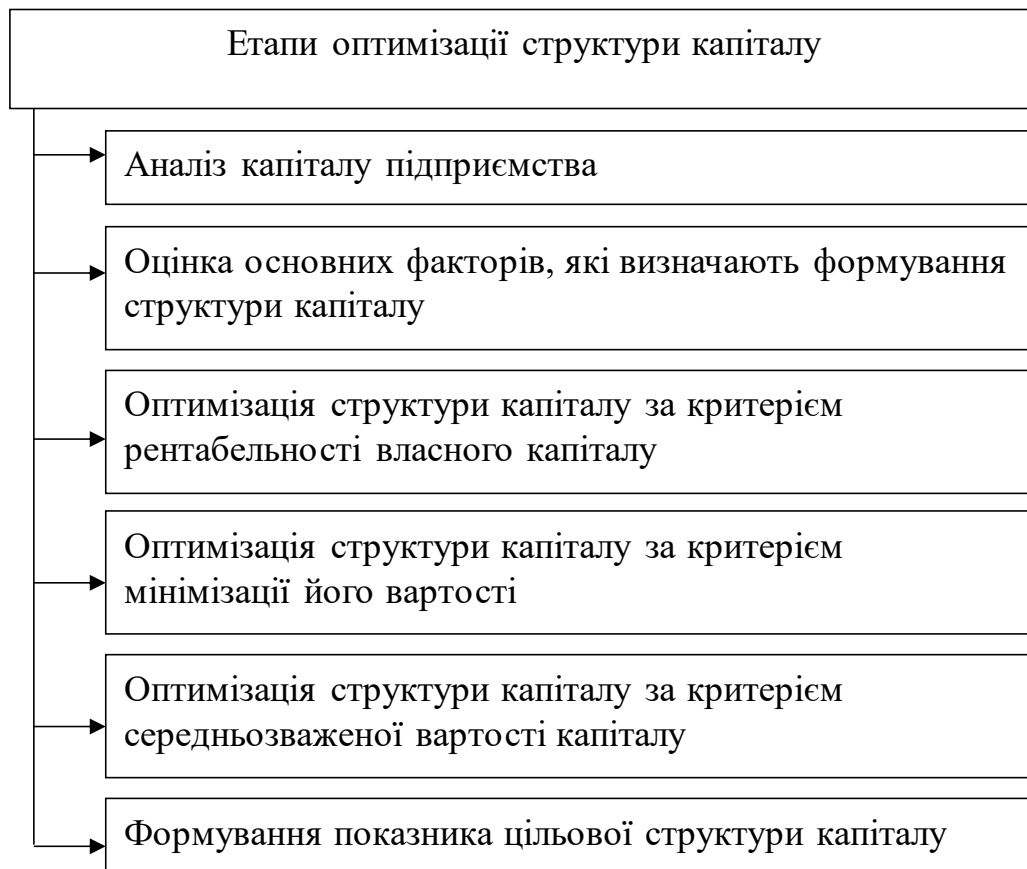 Етапи оптимізації структури капіталу
Аналіз капіталу підприємства
Оцінка основних факторів, які визначають формування
структури капіталу
Оптимізація структури капіталу за критерієм
рентабельності власного капіталу
Оптимізація структури капіталу за критерієм
мінімізації його вартості
Оптимізація структури капіталу за критерієм
середньозваженої вартості капіталу
Формування показника цільової структури капіталу